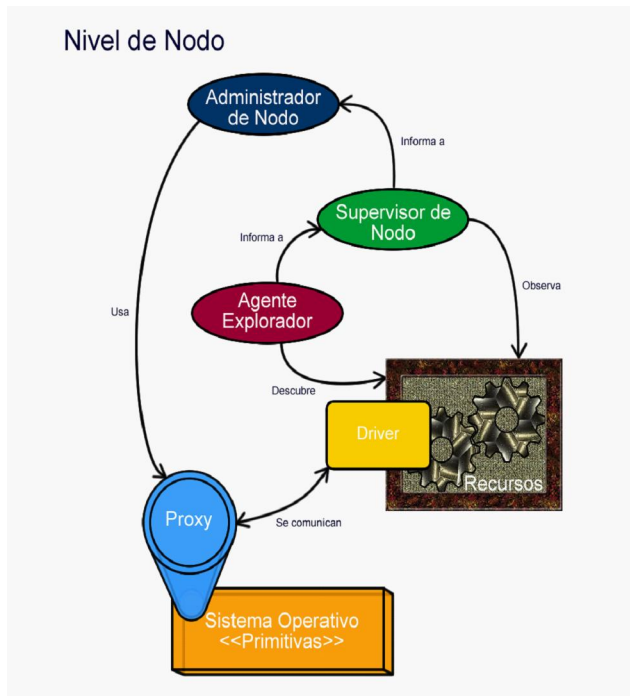 Nivel de Nodo
Administrador
de Nodo
Informa a
Supervisor de
Nodo
Informa a
Agente
Explorador
Observa
Usa
Descubre
Driver
Recursos
Proxy
Se comunican
Sistema Operativo
<<Primitivas>>